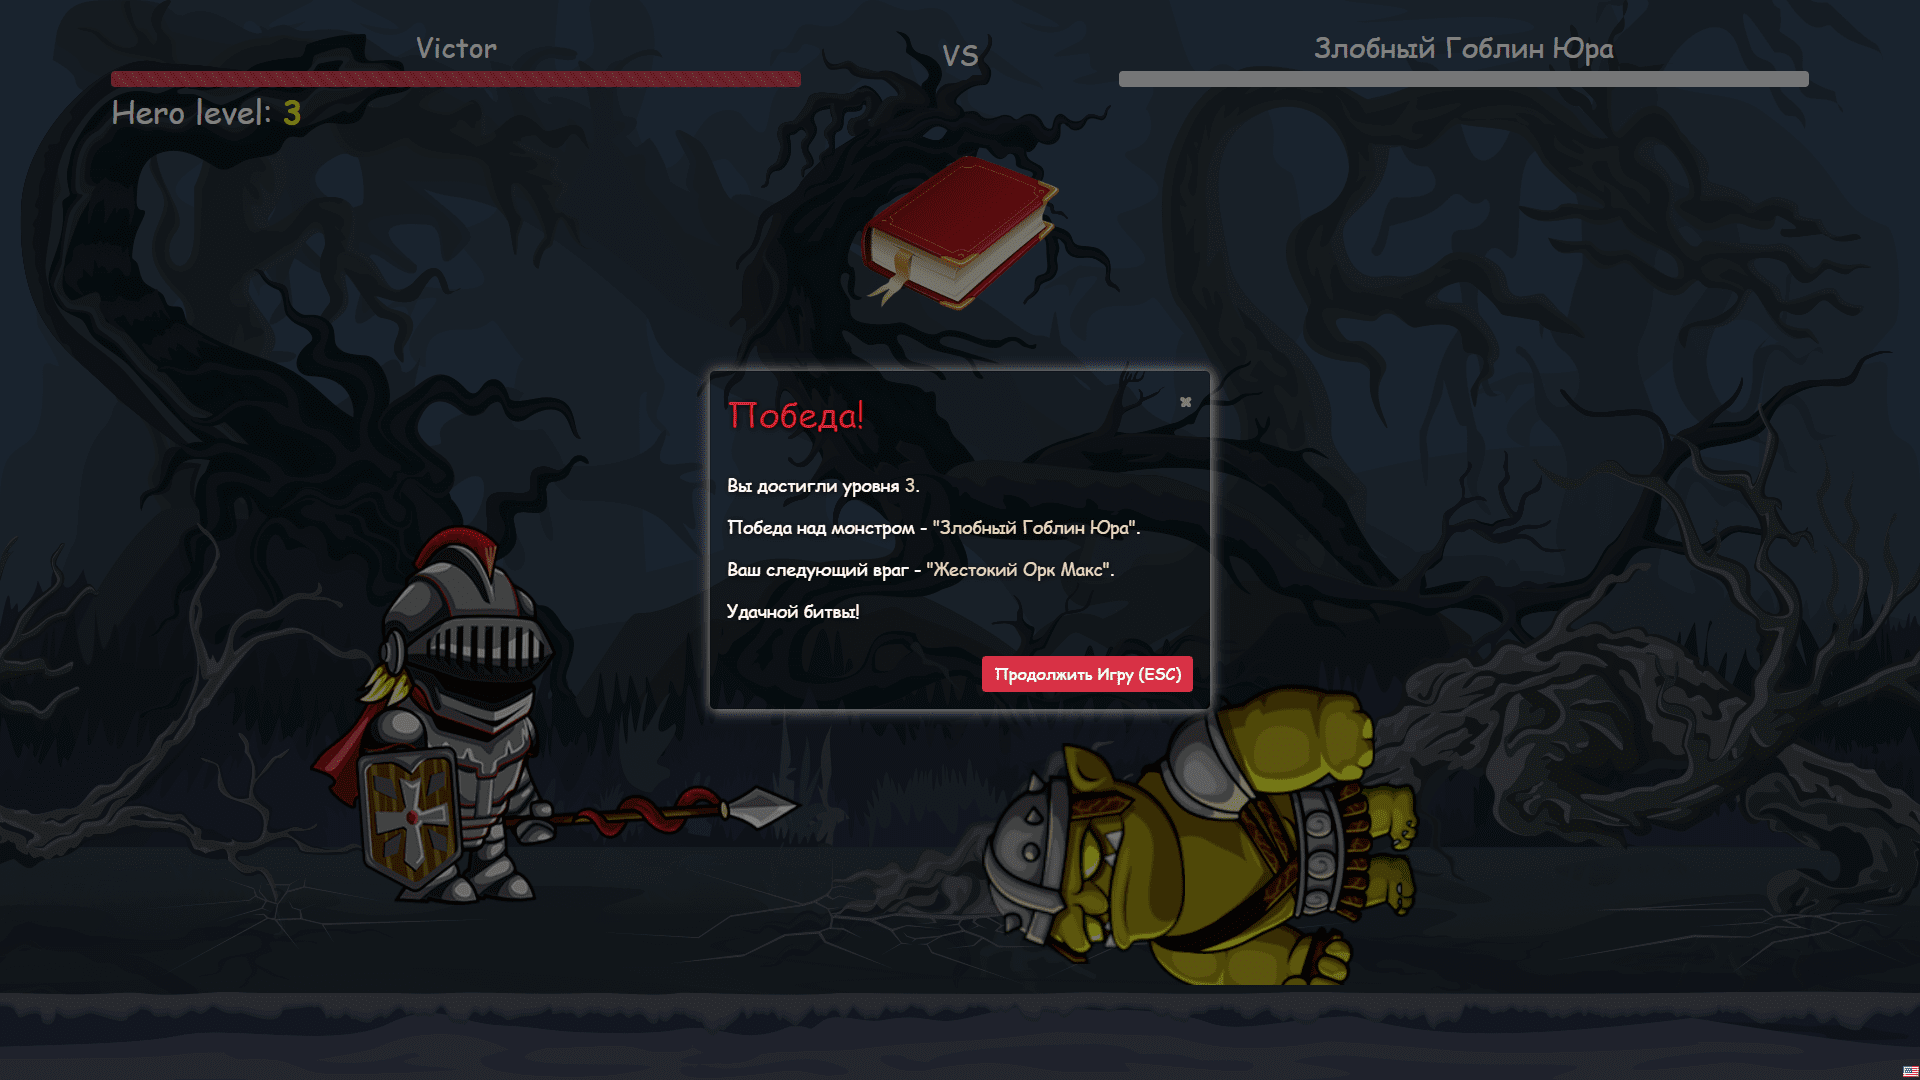 Victor
VS
Злобный Гоблин Юра
Hero level: 3
Победа!
Вы достигли уровня 3.
Победа над монстром - "Злобный Гоблин Юра".
Ваш следующий враг - "Жестокий Орк Макс".
Удачной битвы!
Продолжить Игру (ESC)